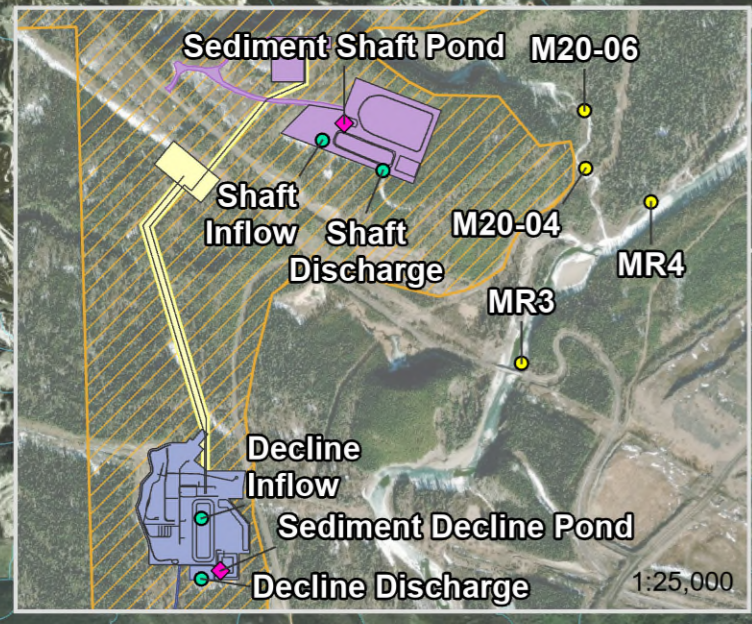 Sediment Shaft Pond
M20-06
Shaft
Inflow
Shaft
Discharge
M20-04
MR4
MR3
Decline
Inflow
Sediment Decline Pond
Decline Discharge
1:25,000